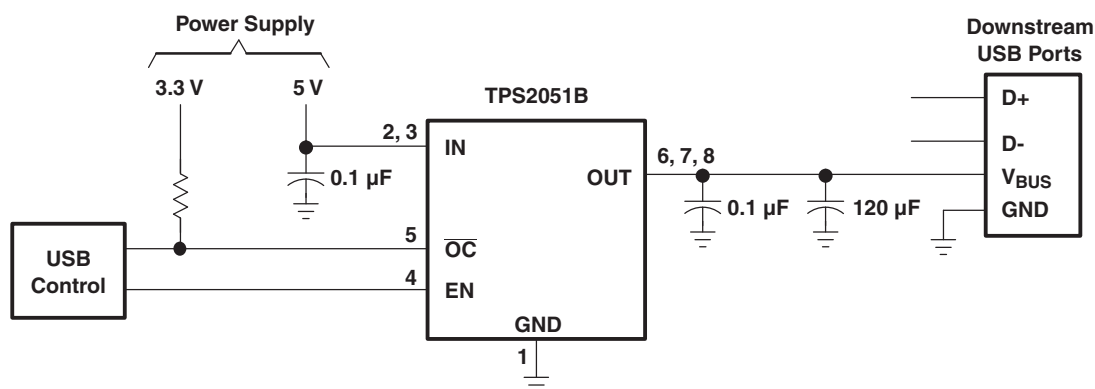 Power Supply
3.3 V
5 V
Downstream
USB Ports
TPS2051B
2, 3
IN
0.1 µF
OUT
6, 7, 8
0.1 µF
120 µF
D+
D-
V_BUS
GND
USB
Control
5
OC
4
EN
GND
1